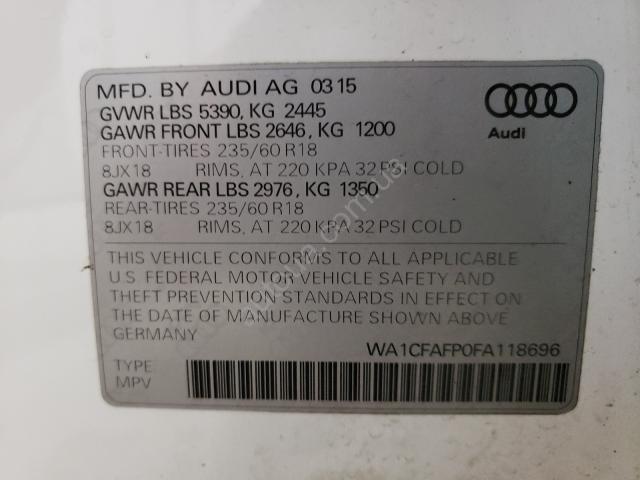 MFD. BY AUDI AG 03 15
GVWR LBS 5390, KG 2445
GAWR FRONT LBS 2646, KG 1200
FRONT-TIRES 235/60 R18
8JX18 RIMS, AT 220 KPA 32 PSI COLD
GAWR REAR LBS 2976, KG 1350
REAR-TIRES 235/60 R18
8JX18 RIMS, AT 220 KPA 32 PSI COLD
Audi
THIS VEHICLE CONFORMS TO ALL APPLICABLE
U.S. FEDERAL MOTOR VEHICLE SAFETY AND
THEFT PREVENTION STANDARDS IN EFFECT ON
THE DATE OF MANUFACTURE SHOWN ABOVE
GERMANY
WA1CFAFP0FA118696
TYPE
MPV